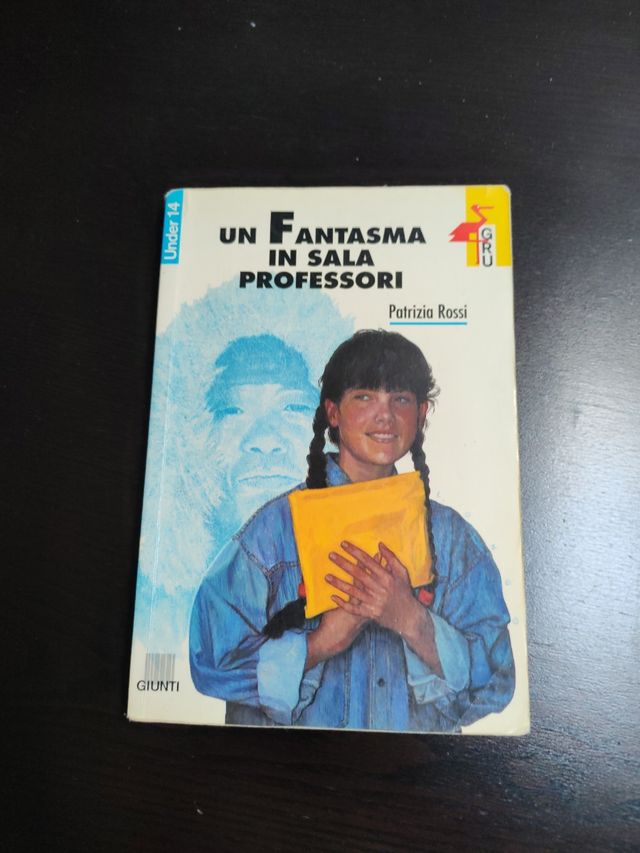 Under 14
UN FANTASMA
IN SALA
PROFESSORI
GRU
Patrizia Rossi
GIUNTI